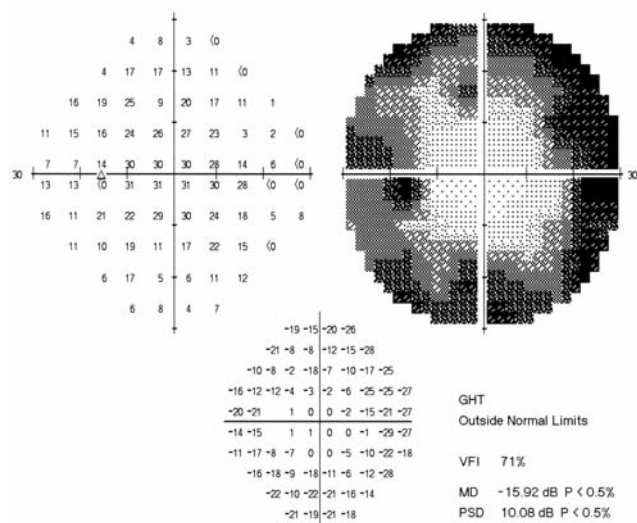 4 8 3 (0
4 17 17 13 11 (0
16 19 25 9 20 17 11 1
11 15 16 24 26 27 23 3 2 (0
7 7 14 30 30 30 28 14 6 (0
30 30
13 13 (0 31 31 31 30 28 (0 (0
16 11 21 22 29 30 24 18 5 8
11 10 19 11 17 22 15 (0
6 17 5 6 11 12
6 8 4 7
-19 -15 -20 -26
-21 -8 -8 -12 -15 -28
-10 -8 -2 -18 -7 -10 -17 -25
-16 -12 -12 -4 -3 -2 -6 -25 -25 -27
-20 -21 1 0 0 -2 -15 -21 -27
-14 -15 1 1 0 0 -1 -29 -27
-11 -17 -8 -7 0 0 -5 -10 -22 -18
-16 -18 -9 -18 -11 -6 -12 -28
-22 -10 -22 -21 -16 -14
-21 -19 -21 -18
GHT
Outside Normal Limits
VFI 71%
MD -15.92 dB P < 0.5%
PSD 10.08 dB P < 0.5%